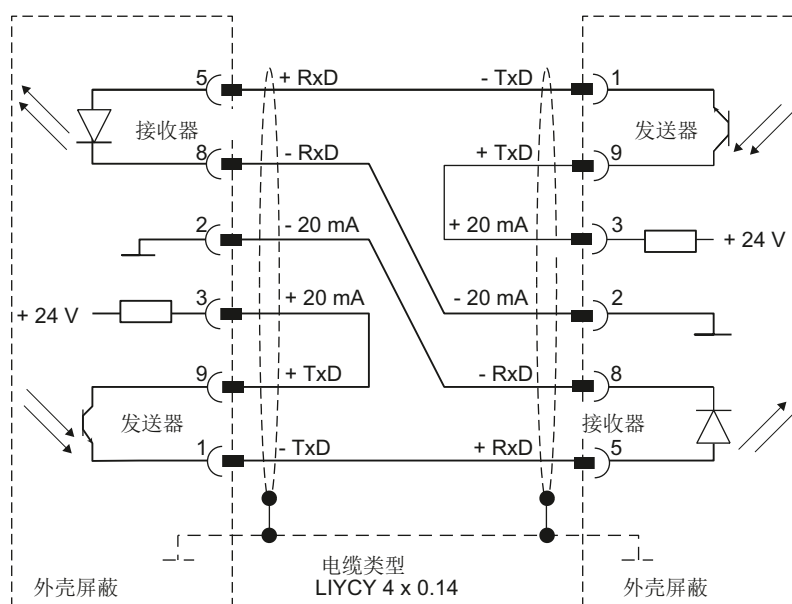 5 + RxD - TxD 1
接收器 发送器
8 - RxD + TxD 9
2 - 20 mA + 20 mA 3 + 24 V
+ 24 V 3 + 20 mA - 20 mA 2
9 + TxD - RxD 8
发送器 接收器
1 - TxD + RxD 5
电缆类型
外壳屏蔽 LIYCY 4 x 0.14 外壳屏蔽